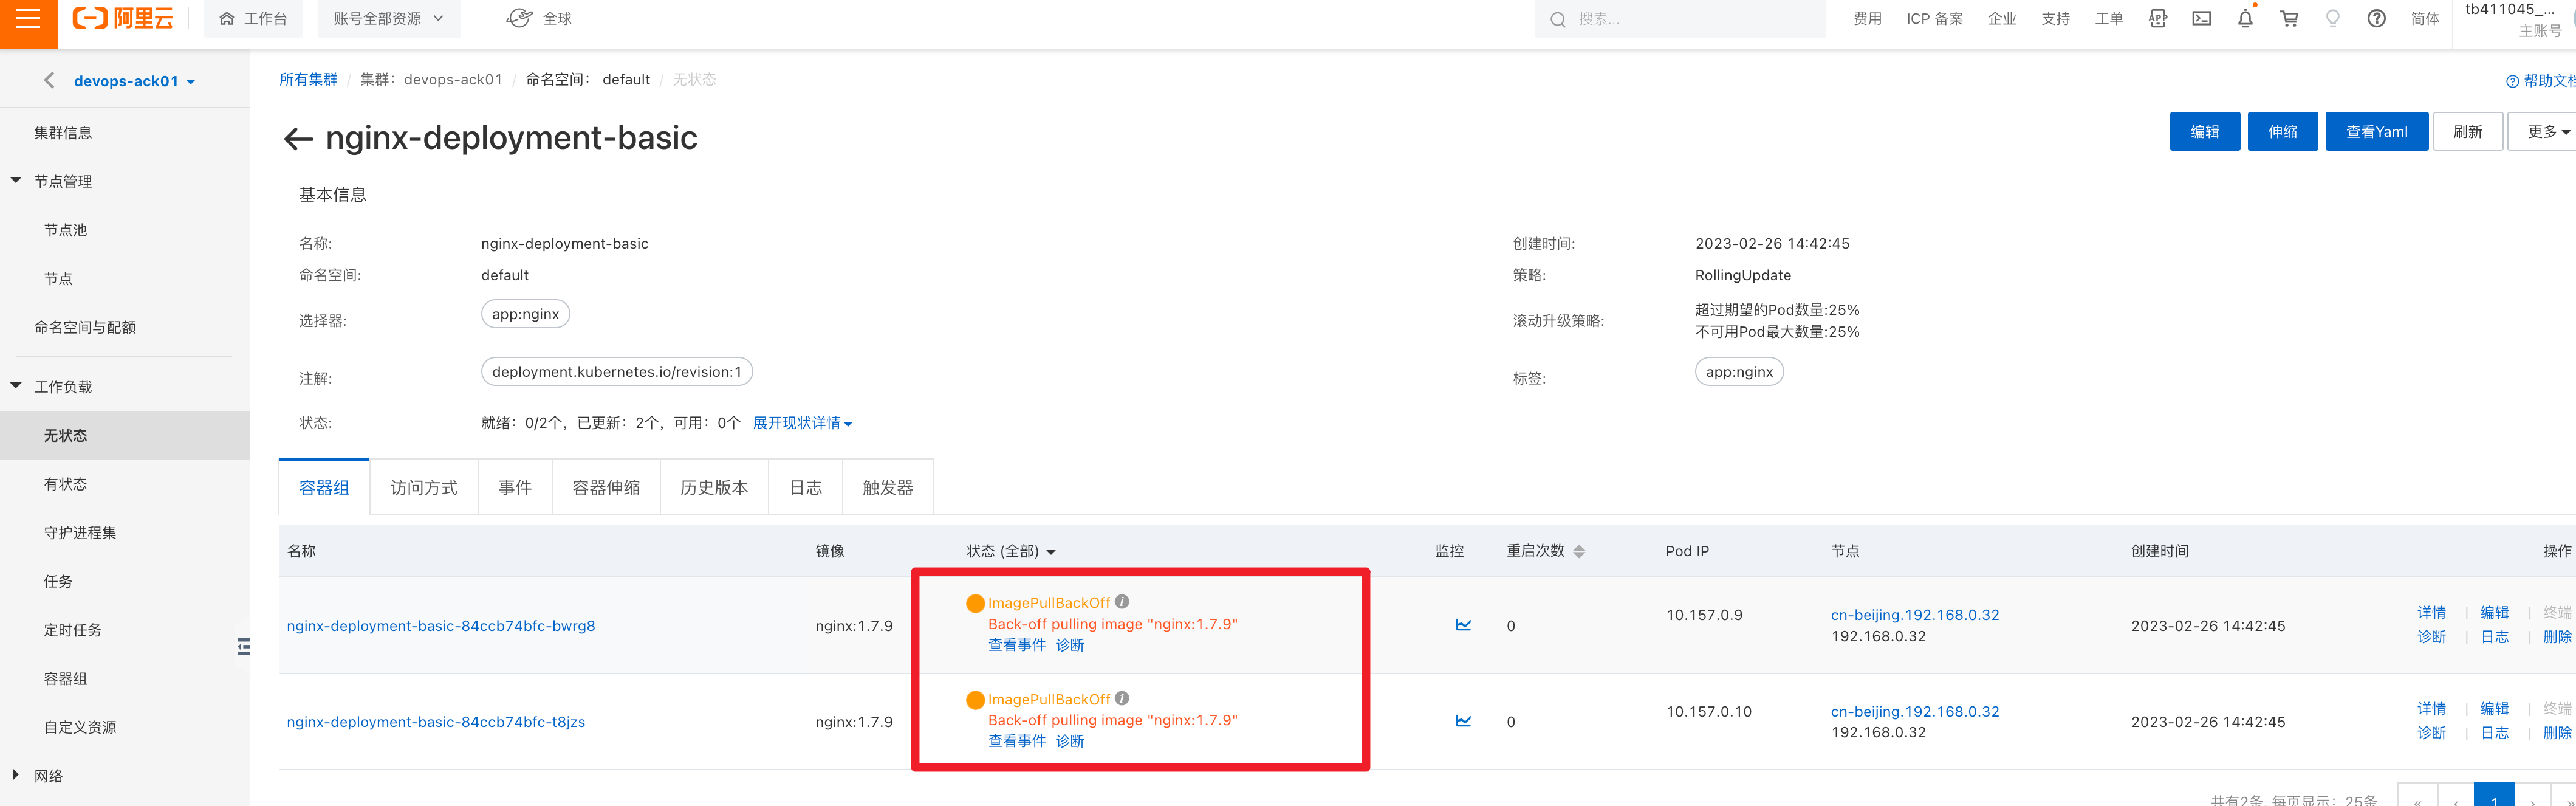 阿里云
工作台
账号全部资源
全球
搜索...
费用
ICP 备案
企业
支持
工单
APP
简体
tb411045_...
主账号
devops-ack01
集群信息
节点管理
节点池
节点
命名空间与配额
工作负载
无状态
有状态
守护进程集
任务
定时任务
容器组
自定义资源
网络
所有集群 / 集群：devops-ack01 / 命名空间： default / 无状态
帮助文档
nginx-deployment-basic
编辑
伸缩
查看Yaml
刷新
更多
基本信息
名称: nginx-deployment-basic
创建时间: 2023-02-26 14:42:45
命名空间: default
策略: RollingUpdate
选择器: app:nginx
滚动升级策略: 超过期望的Pod数量:25%
不可用Pod最大数量:25%
注解: deployment.kubernetes.io/revision:1
标签: app:nginx
状态: 就绪：0/2个，已更新：2个，可用：0个 展开现状详情
容器组 访问方式 事件 容器伸缩 历史版本 日志 触发器
名称 镜像 状态 (全部) 监控 重启次数 Pod IP 节点 创建时间 操作
nginx-deployment-basic-84ccb74bfc-bwrg8
nginx:1.7.9
ImagePullBackOff
Back-off pulling image "nginx:1.7.9"
查看事件 诊断
0
10.157.0.9
cn-beijing.192.168.0.32
192.168.0.32
2023-02-26 14:42:45
详情 | 编辑 | 终端
诊断 | 日志 | 删除
nginx-deployment-basic-84ccb74bfc-t8jzs
nginx:1.7.9
ImagePullBackOff
Back-off pulling image "nginx:1.7.9"
查看事件 诊断
0
10.157.0.10
cn-beijing.192.168.0.32
192.168.0.32
2023-02-26 14:42:45
详情 | 编辑 | 终端
诊断 | 日志 | 删除
共有2条 每页显示：25条 « ‹ 1 › »